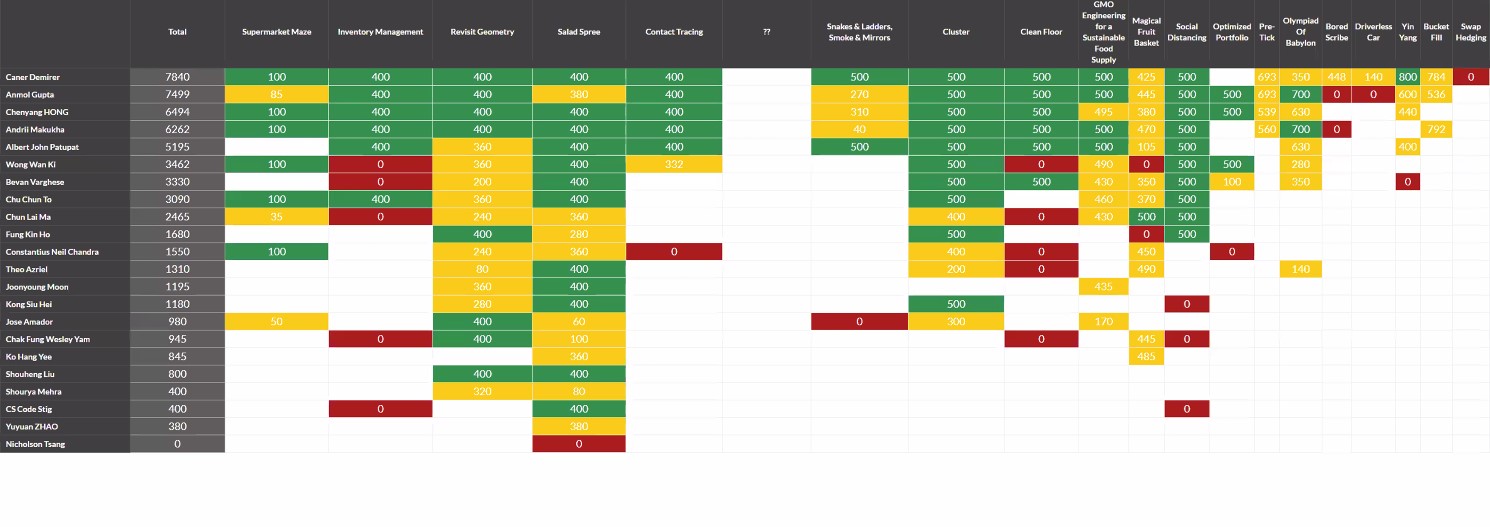 Total Supermarket Maze Inventory Management Revisit Geometry Salad Spree Contact Tracing ?? Snakes & Ladders, Smoke & Mirrors Cluster Clean Floor GMO Engineering for a Sustainable Food Supply Magical Fruit Basket Social Distancing Optimized Portfolio Pre-Tick Olympiad Of Babylon Bored Scribe Driverless Car Yin Yang Bucket Fill Swap Hedging
Caner Demirer 7840 100 400 400 400 400 500 500 500 500 425 500 693 350 448 140 800 784 0
Anmol Gupta 7499 85 400 400 380 400 270 500 500 500 445 500 500 693 700 0 0 600 536
Chenyang HONG 6494 100 400 400 400 400 310 500 500 495 380 500 500 539 630 440
Andrii Makukha 6262 100 400 400 400 400 40 500 500 500 470 500 560 700 0 792
Albert John Patupat 5195 400 360 400 400 500 500 500 500 105 500 630 400
Wong Wan Ki 3462 100 0 360 400 332 500 0 490 0 500 500 280
Bevan Varghese 3330 0 200 400 500 500 430 350 500 100 350 0
Chu Chun To 3090 100 400 360 400 500 460 370 500
Chun Lai Ma 2465 35 0 240 360 400 0 430 500 500
Fung Kin Ho 1680 400 280 500 0 500
Constantius Neil Chandra 1550 100 240 360 0 400 0 450 0
Theo Azriel 1310 80 400 200 0 490 140
Joonyoung Moon 1195 360 400 435
Kong Siu Hei 1180 280 400 500 0
Jose Amador 980 50 400 60 0 300 170
Chak Fung Wesley Yam 945 0 400 100 0 445 0
Ko Hang Yee 845 360 485
Shouheng Liu 800 400 400
Shourya Mehra 400 320 80
CS Code Stig 400 0 400 0
Yuyuan ZHAO 380 380
Nicholson Tsang 0 0